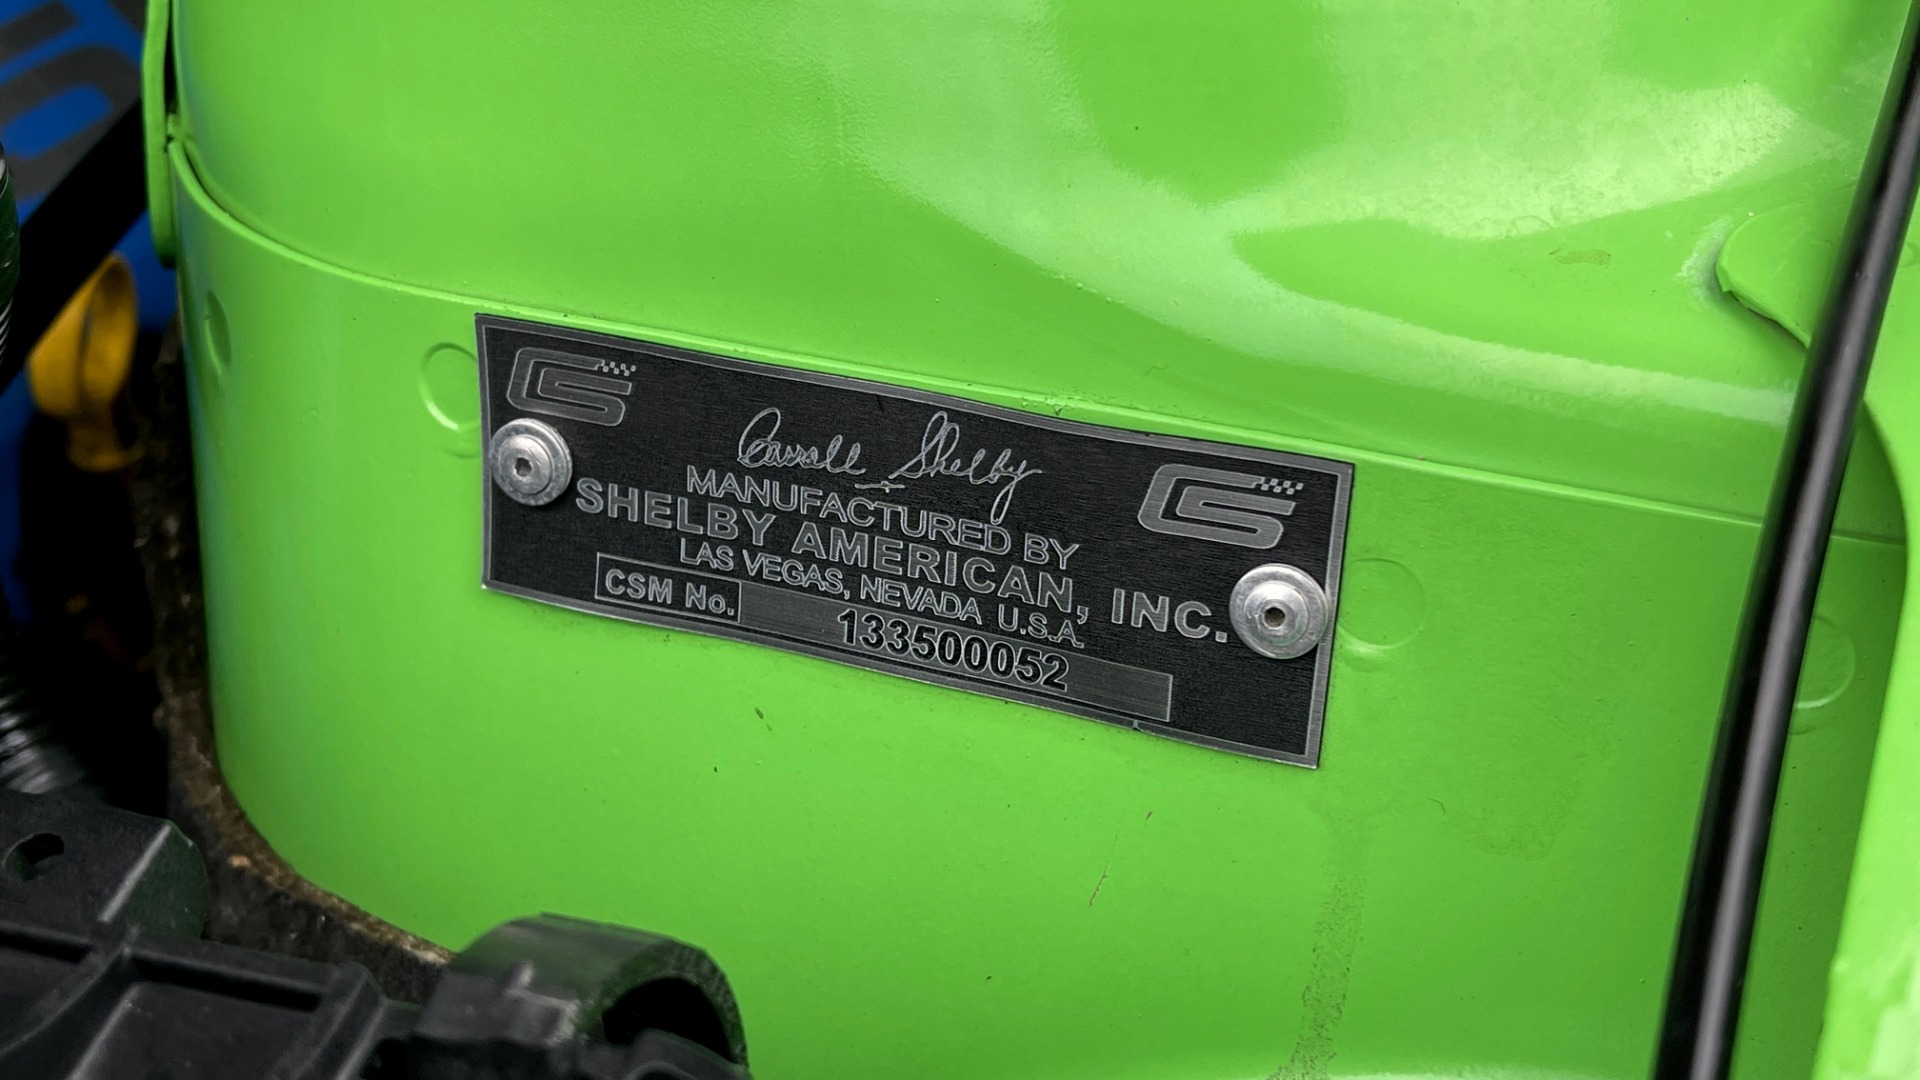 CS
Carroll Shelby
CS
MANUFACTURED BY
SHELBY AMERICAN, INC.
LAS VEGAS, NEVADA U.S.A.
CSM No. 133500052